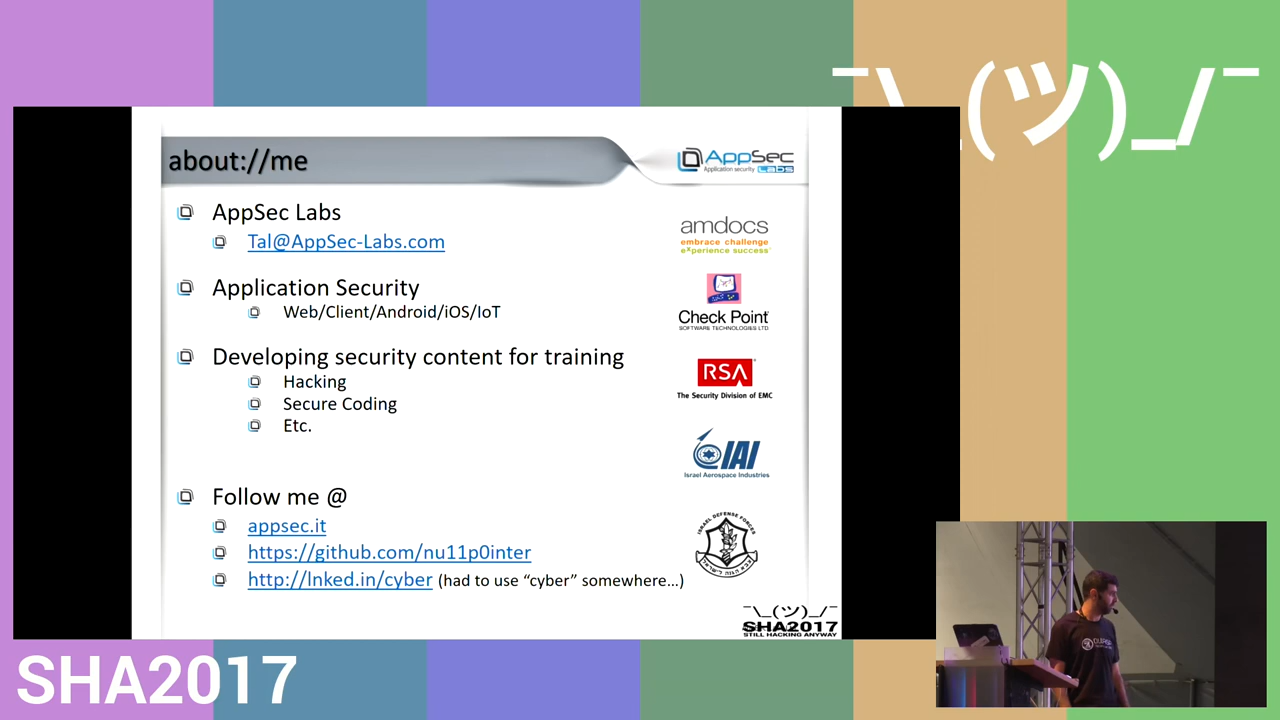 ¯\_(ツ)_/¯
about://me
AppSec
Application security Labs
AppSec Labs
Tal@AppSec-Labs.com
Application Security
Web/Client/Android/iOS/IoT
Developing security content for training
Hacking
Secure Coding
Etc.
Follow me @
appsec.it
https://github.com/nu11p0inter
http://lnked.in/cyber (had to use “cyber” somewhere…)
amdocs
embrace challenge
experience success
Check Point
SOFTWARE TECHNOLOGIES LTD
RSA
The Security Division of EMC
IAI
Israel Aerospace Industries
ISRAEL DEFENSE FORCES
צבא הגנה לישראל
¯\_(ツ)_/¯
SHA2017
STILL HACKING ANYWAY
SHA2017